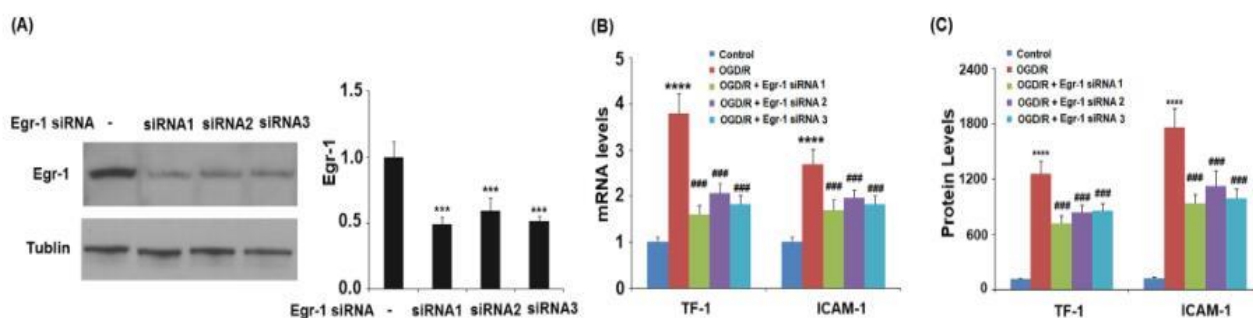 (A)
Egr-1 siRNA - siRNA1 siRNA2 siRNA3
Egr-1
Tublin
Egr-1
1.5
1.0
0.5
0.0
*** *** ***
Egr-1 siRNA - siRNA1 siRNA2 siRNA3
(B)
Control
OGD/R
OGD/R + Egr-1 siRNA 1
OGD/R + Egr-1 siRNA 2
OGD/R + Egr-1 siRNA 3
mRNA levels
5
4
3
2
1
0
****
### ### ###
****
### ### ###
TF-1 ICAM-1
(C)
Control
OGD/R
OGD/R + Egr-1 siRNA 1
OGD/R + Egr-1 siRNA 2
OGD/R + Egr-1 siRNA 3
Protein Levels
2400
1800
1200
600
0
****
### ### ###
****
### ### ###
TF-1 ICAM-1